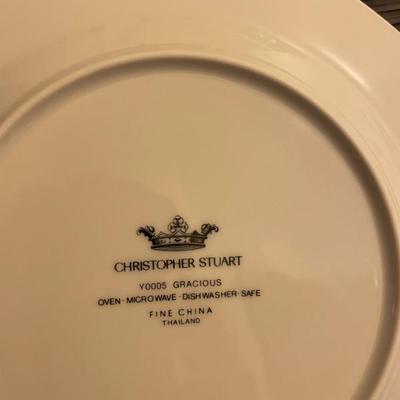 CHRISTOPHER STUART
Y0005 GRACIOUS
OVEN·MICROWAVE·DISHWASHER·SAFE
FINE CHINA
THAILAND